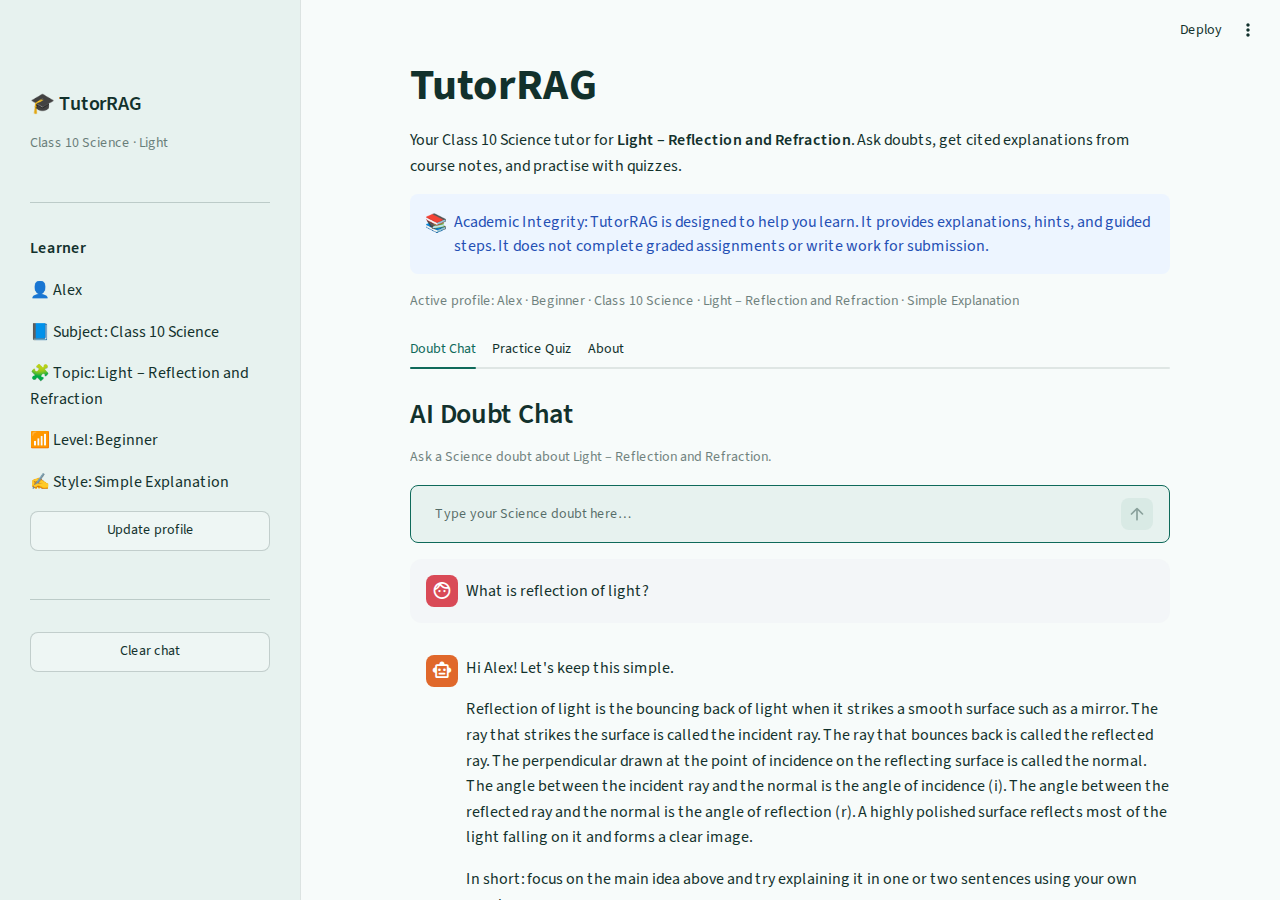 Deploy
🎓 TutorRAG
Class 10 Science · Light
Learner
👤 Alex
📘 Subject: Class 10 Science
🧩 Topic: Light – Reflection and
Refraction
📶 Level: Beginner
✍️ Style: Simple Explanation
Update profile
Clear chat
TutorRAG
Your Class 10 Science tutor for Light – Reflection and Refraction. Ask doubts, get cited explanations from
course notes, and practise with quizzes.
📚 Academic Integrity: TutorRAG is designed to help you learn. It provides explanations, hints, and guided
steps. It does not complete graded assignments or write work for submission.
Active profile: Alex · Beginner · Class 10 Science · Light – Reflection and Refraction · Simple Explanation
Doubt Chat Practice Quiz About
AI Doubt Chat
Ask a Science doubt about Light – Reflection and Refraction.
Type your Science doubt here…
What is reflection of light?
Hi Alex! Let's keep this simple.
Reflection of light is the bouncing back of light when it strikes a smooth surface such as a mirror. The
ray that strikes the surface is called the incident ray. The ray that bounces back is called the reflected
ray. The perpendicular drawn at the point of incidence on the reflecting surface is called the normal.
The angle between the incident ray and the normal is the angle of incidence (i). The angle between the
reflected ray and the normal is the angle of reflection (r). A highly polished surface reflects most of the
light falling on it and forms a clear image.
In short: focus on the main idea above and try explaining it in one or two sentences using your own